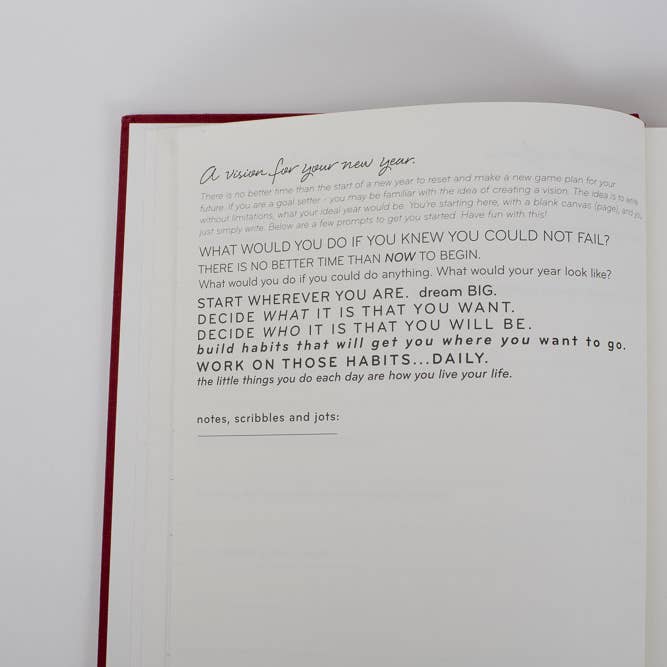 A vision for your new year.
There is no better time than the start of a new year to reset and make a new game plan for your
future. If you are a goal setter - you may be familiar with the idea of creating a vision. The idea is to write
without limitations, what your ideal year would be. You're starting here, with a blank canvas (page), and you
just simply write. Below are a few prompts to get you started. Have fun with this!
WHAT WOULD YOU DO IF YOU KNEW YOU COULD NOT FAIL?
THERE IS NO BETTER TIME THAN NOW TO BEGIN.
What would you do if you could do anything. What would your year look like?
START WHEREVER YOU ARE. dream BIG.
DECIDE WHAT IT IS THAT YOU WANT.
DECIDE WHO IT IS THAT YOU WILL BE.
build habits that will get you where you want to go.
WORK ON THOSE HABITS...DAILY.
the little things you do each day are how you live your life.
notes, scribbles and jots: